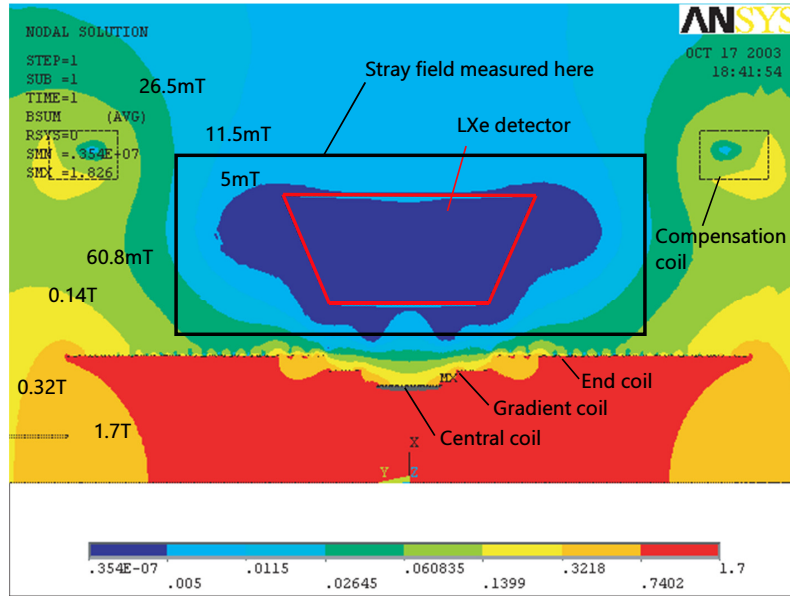 ANSYS
NODAL SOLUTION
OCT 17 2003
18:41:54
STEP=1
SUB =1
TIME=1
BSUM (AVG)
RSYS=0
SMN =.354E-07
SMX =1.826
Stray field measured here
26.5mT
11.5mT
LXe detector
5mT
Compensation
coil
60.8mT
0.14T
0.32T
1.7T
MX
End coil
Gradient coil
Central coil
X
Y
Z
.354E-07
.005
.0115
.02645
.060835
.1399
.3218
.7402
1.7